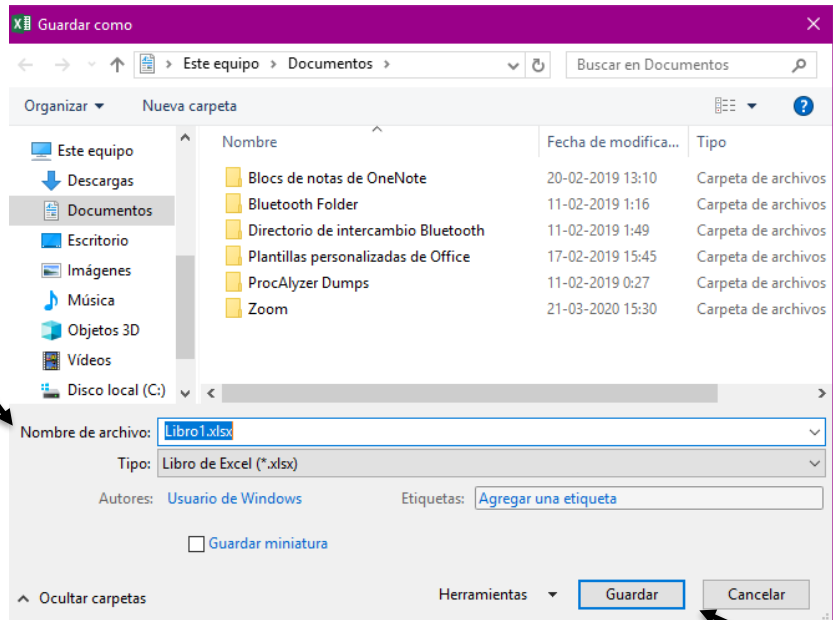 Guardar como
Este equipo > Documentos >
Buscar en Documentos
Organizar
Nueva carpeta
Nombre
Fecha de modifica...
Tipo
Este equipo
Descargas
Documentos
Escritorio
Imágenes
Música
Objetos 3D
Vídeos
Disco local (C:)
Blocs de notas de OneNote 20-02-2019 13:10 Carpeta de archivos
Bluetooth Folder 11-02-2019 1:16 Carpeta de archivos
Directorio de intercambio Bluetooth 11-02-2019 1:49 Carpeta de archivos
Plantillas personalizadas de Office 17-02-2019 15:45 Carpeta de archivos
ProcAlyzer Dumps 11-02-2019 0:27 Carpeta de archivos
Zoom 21-03-2020 15:30 Carpeta de archivos
Nombre de archivo: Libro1.xlsx
Tipo: Libro de Excel (*.xlsx)
Autores: Usuario de Windows
Etiquetas: Agregar una etiqueta
Guardar miniatura
Ocultar carpetas
Herramientas
Guardar
Cancelar